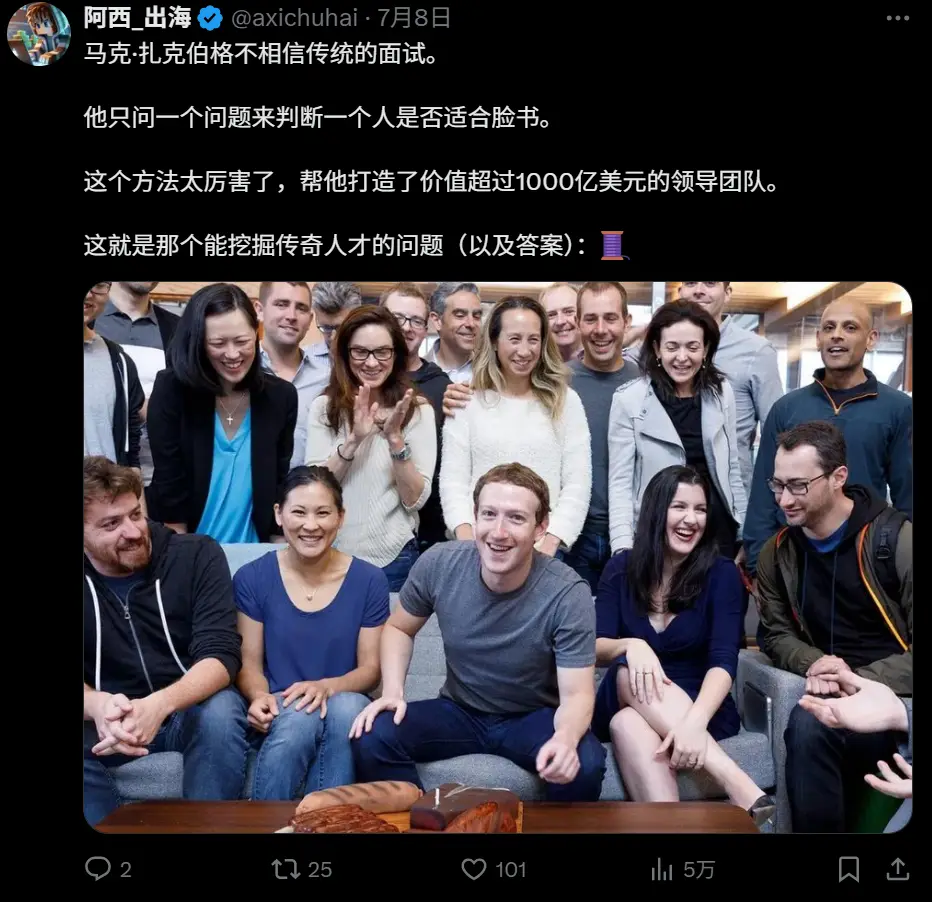 阿西_出海 @axichuhai · 7月8日
马克·扎克伯格不相信传统的面试。
他只问一个问题来判断一个人是否适合脸书。
这个方法太厉害了，帮他打造了价值超过1000亿美元的领导团队。
这就是那个能挖掘传奇人才的问题（以及答案）：
2 25 101 5万